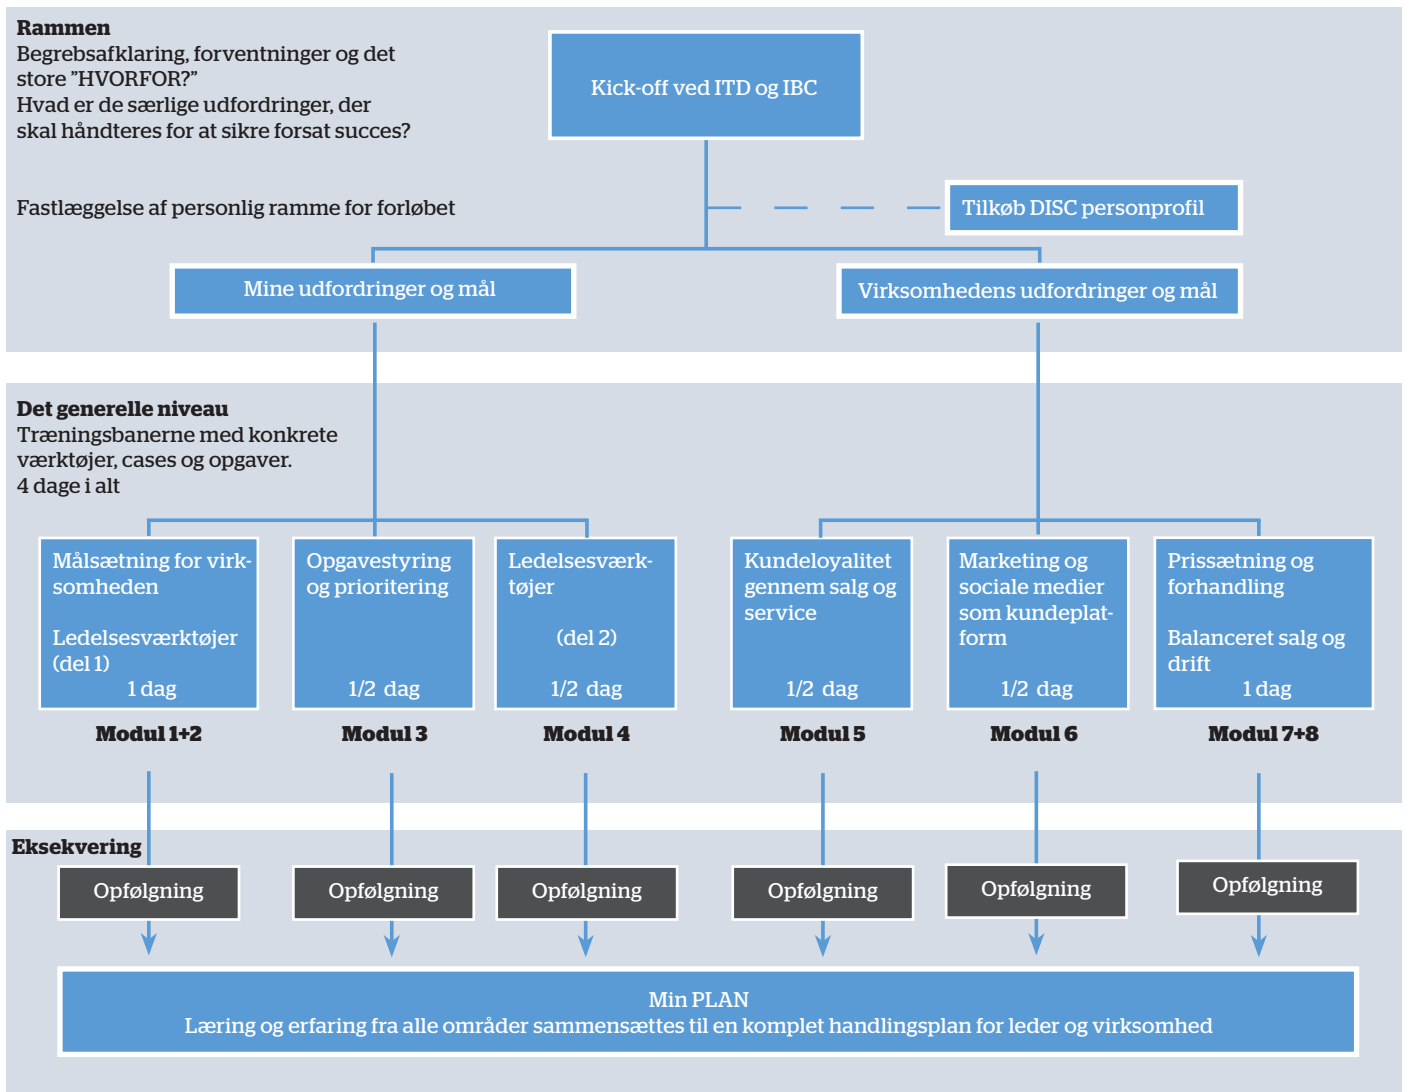 Rammen
Begrebsafklaring, forventninger og det
store "HVORFOR?"
Hvad er de særlige udfordringer, der
skal håndteres for at sikre forsat succes?
Kick-off ved ITD og IBC
Fastlæggelse af personlig ramme for forløbet
Tilkøb DISC personprofil
Mine udfordringer og mål
Virksomhedens udfordringer og mål
Det generelle niveau
Træningsbanerne med konkrete
værktøjer, cases og opgaver.
4 dage i alt
Målsætning for virk-
somheden
Ledelsesværktøjer
(del 1)
1 dag
Modul 1+2
Opgavestyring
og prioritering
1/2 dag
Modul 3
Ledelsesværk-
tøjer
(del 2)
1/2 dag
Modul 4
Kundeloyalitet
gennem salg og
service
1/2 dag
Modul 5
Marketing og
sociale medier
som kundeplat-
form
1/2 dag
Modul 6
Prissætning og
forhandling
Balanceret salg og
drift
1 dag
Modul 7+8
Eksekvering
Opfølgning
Opfølgning
Opfølgning
Opfølgning
Opfølgning
Opfølgning
Min PLAN
Læring og erfaring fra alle områder sammensættes til en komplet handlingsplan for leder og virksomhed